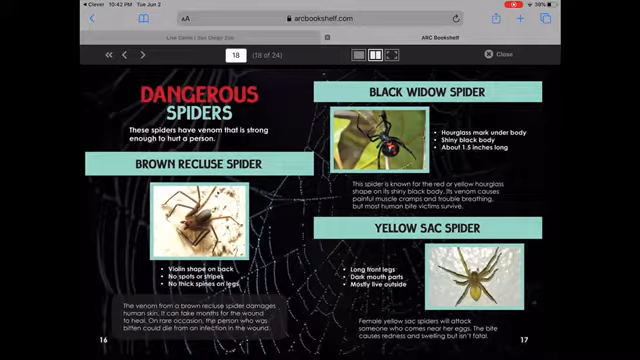 Clever 10:42 PM Tue Jun 2
39%
AA
arcbookshelf.com
Live Cams | San Diego Zoo
ARC Bookshelf
18 (18 of 24)
Close
DANGEROUS
SPIDERS
These spiders have venom that is strong
enough to hurt a person.
BROWN RECLUSE SPIDER
• Violin shape on back
• No spots or stripes
• No thick spines on legs
The venom from a brown recluse spider damages
human skin. It can take months for the wound
to heal. On rare occasion, the person who was
bitten could die from an infection in the wound.
16
BLACK WIDOW SPIDER
• Hourglass mark under body
• Shiny black body
• About 1.5 inches long
This spider is known for the red or yellow hourglass
shape on its shiny black body. Its venom causes
painful muscle cramps and trouble breathing,
but most human bite victims survive.
YELLOW SAC SPIDER
• Long front legs
• Dark mouth parts
• Mostly live outside
Female yellow sac spiders will attack
someone who comes near her eggs. The bite
causes redness and swelling but isn't fatal.
17